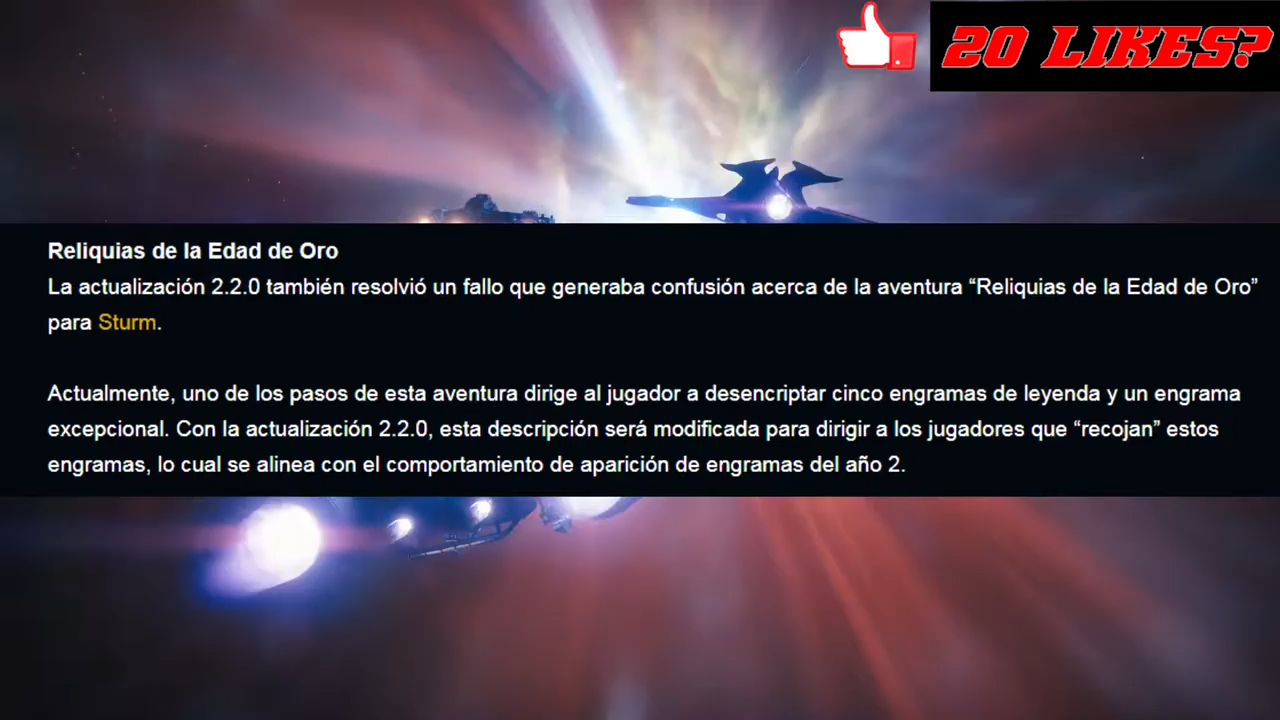 20 LIKES?
Reliquias de la Edad de Oro
La actualización 2.2.0 también resolvió un fallo que generaba confusión acerca de la aventura “Reliquias de la Edad de Oro”
para Sturm.
Actualmente, uno de los pasos de esta aventura dirige al jugador a desencriptar cinco engramas de leyenda y un engrama
excepcional. Con la actualización 2.2.0, esta descripción será modificada para dirigir a los jugadores que “recojan” estos
engramas, lo cual se alinea con el comportamiento de aparición de engramas del año 2.